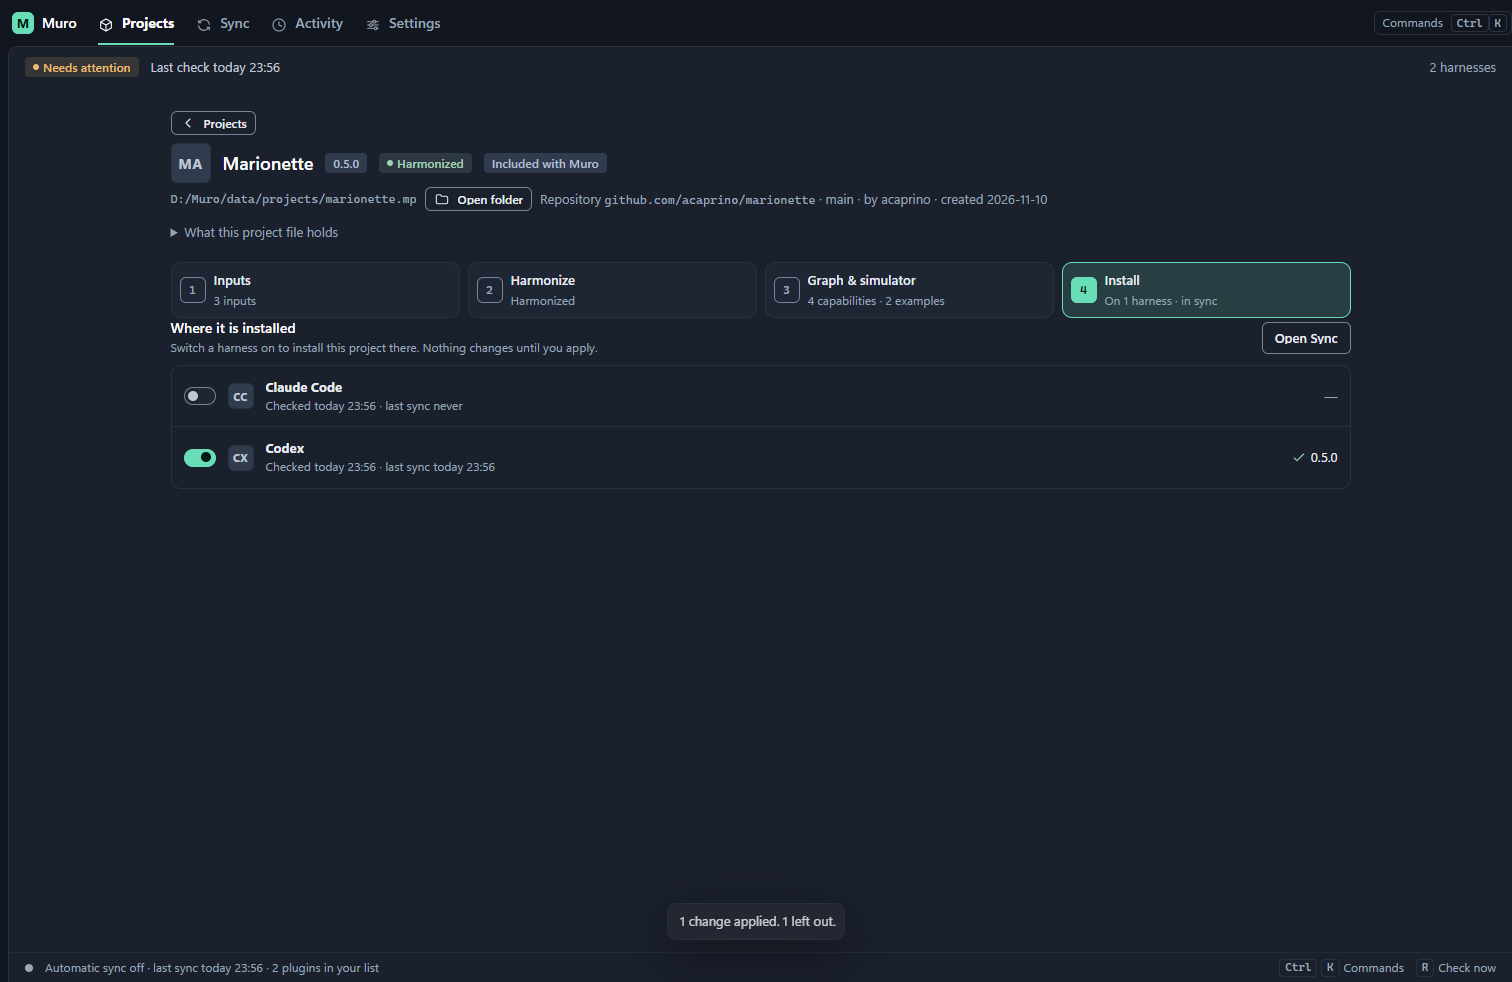 M Muro Projects Sync Activity Settings Commands Ctrl K
Needs attention Last check today 23:56 2 harnesses
Projects
MA Marionette 0.5.0 Harmonized Included with Muro
D:/Muro/data/projects/marionette.mp Open folder Repository github.com/acaprino/marionette · main · by acaprino · created 2026-11-10
What this project file holds
1 Inputs
3 inputs
2 Harmonize
Harmonized
3 Graph & simulator
4 capabilities · 2 examples
4 Install
On 1 harness · in sync
Where it is installed
Switch a harness on to install this project there. Nothing changes until you apply.
Open Sync
CC Claude Code
Checked today 23:56 · last sync never
—
CX Codex
Checked today 23:56 · last sync today 23:56
0.5.0
1 change applied. 1 left out.
Automatic sync off · last sync today 23:56 · 2 plugins in your list Ctrl K Commands R Check now